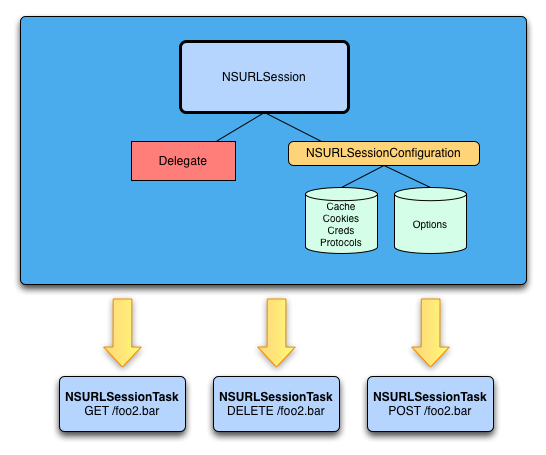 NSURLSession
Delegate
NSURLSessionConfiguration
Cache
Cookies
Creds
Protocols
Options
NSURLSessionTask
GET /foo2.bar
NSURLSessionTask
DELETE /foo2.bar
NSURLSessionTask
POST /foo2.bar